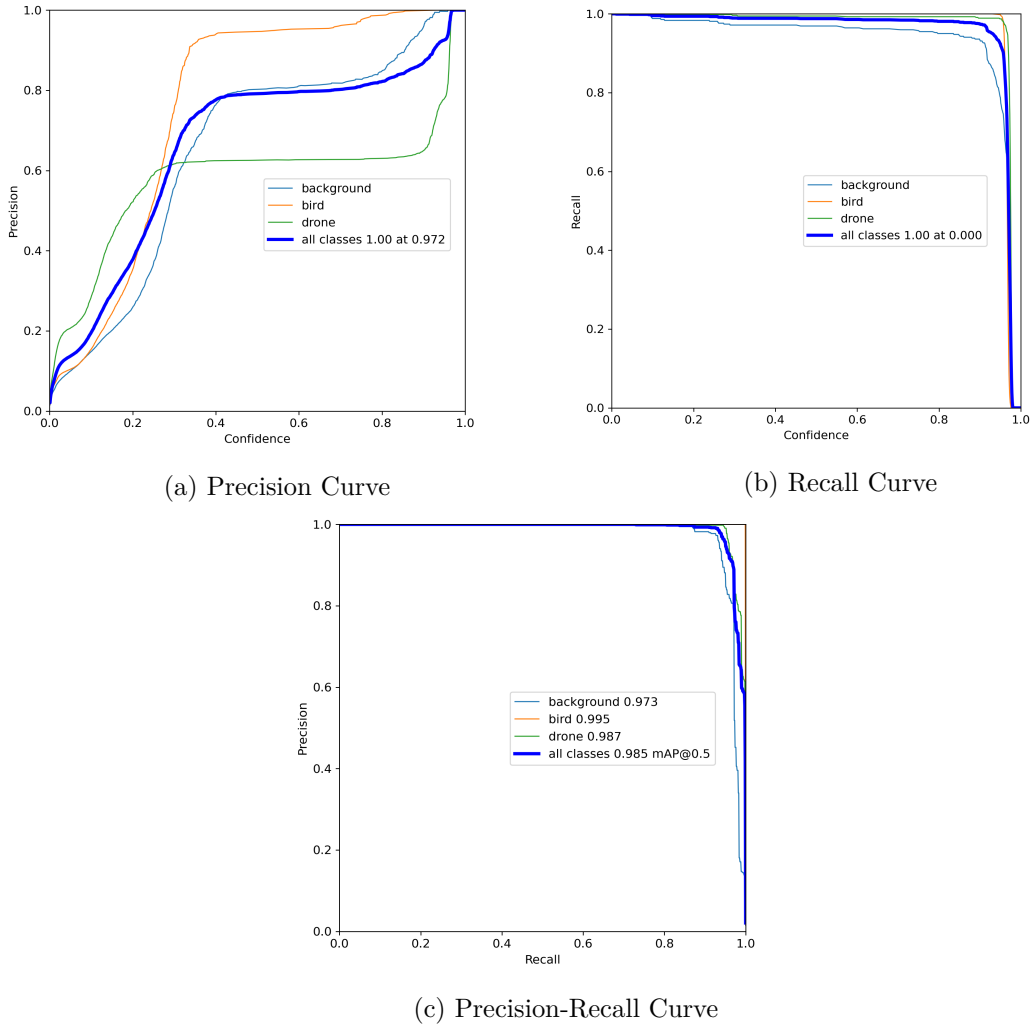 1.0
0.8
0.6
0.4
0.2
0.0
Precision
0.0 0.2 0.4 0.6 0.8 1.0
Confidence
background
bird
drone
all classes 1.00 at 0.972
(a) Precision Curve
1.0
0.8
0.6
0.4
0.2
0.0
Recall
0.0 0.2 0.4 0.6 0.8 1.0
Confidence
background
bird
drone
all classes 1.00 at 0.000
(b) Recall Curve
1.0
0.8
0.6
0.4
0.2
0.0
Precision
0.0 0.2 0.4 0.6 0.8 1.0
Recall
background 0.973
bird 0.995
drone 0.987
all classes 0.985 mAP@0.5
(c) Precision-Recall Curve